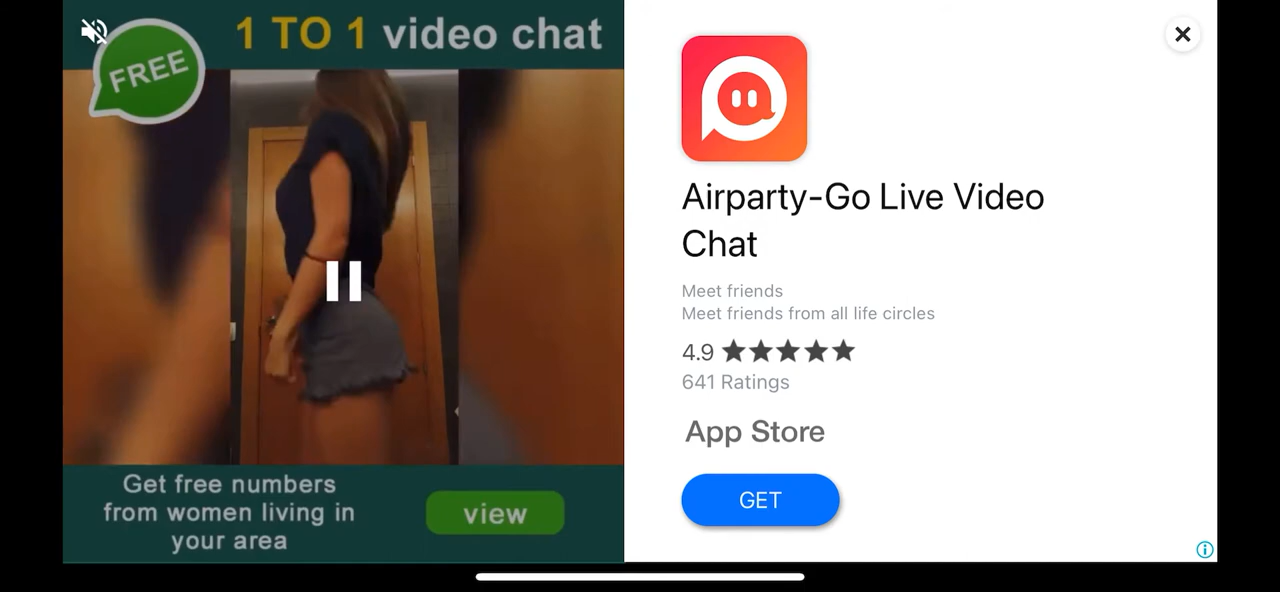 FREE
1 TO 1 video chat
Get free numbers
from women living in
your area
view
Airparty-Go Live Video
Chat
Meet friends
Meet friends from all life circles
4.9
641 Ratings
App Store
GET